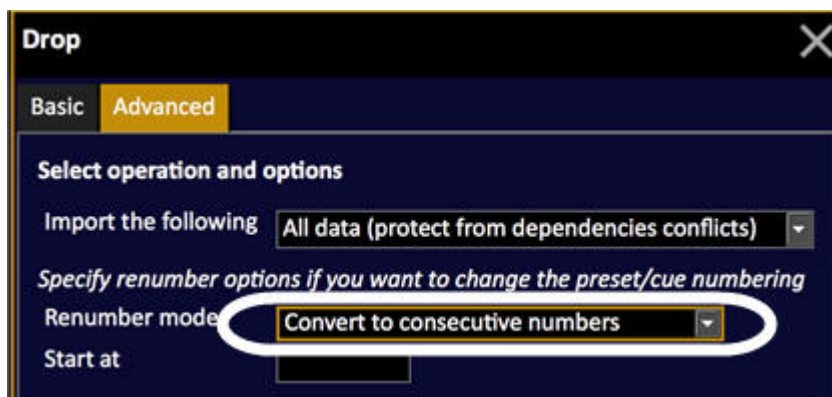 Drop
Basic Advanced
Select operation and options
Import the following All data (protect from dependencies conflicts)
Specify renumber options if you want to change the preset/cue numbering
Renumber mode Convert to consecutive numbers
Start at